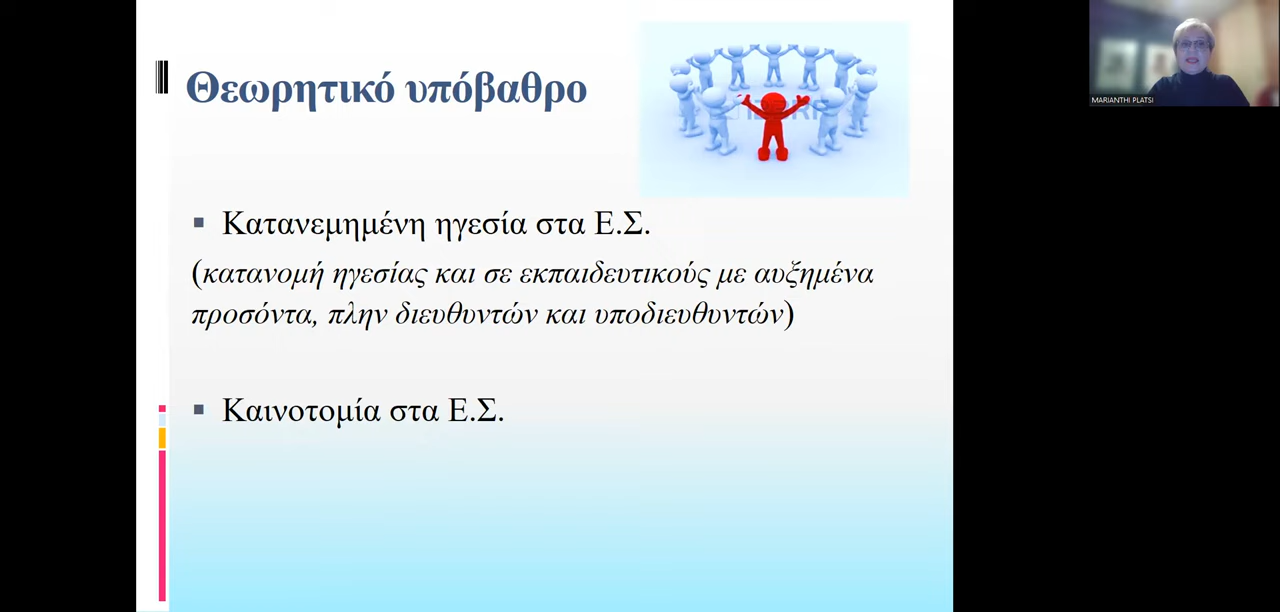 Θεωρητικό υπόβαθρο
Κατανεμημένη ηγεσία στα Ε.Σ.
(κατανομή ηγεσίας και σε εκπαιδευτικούς με αυξημένα
προσόντα, πλην διευθυντών και υποδιευθυντών)
Καινοτομία στα Ε.Σ.
MARIANTHI PLATSI